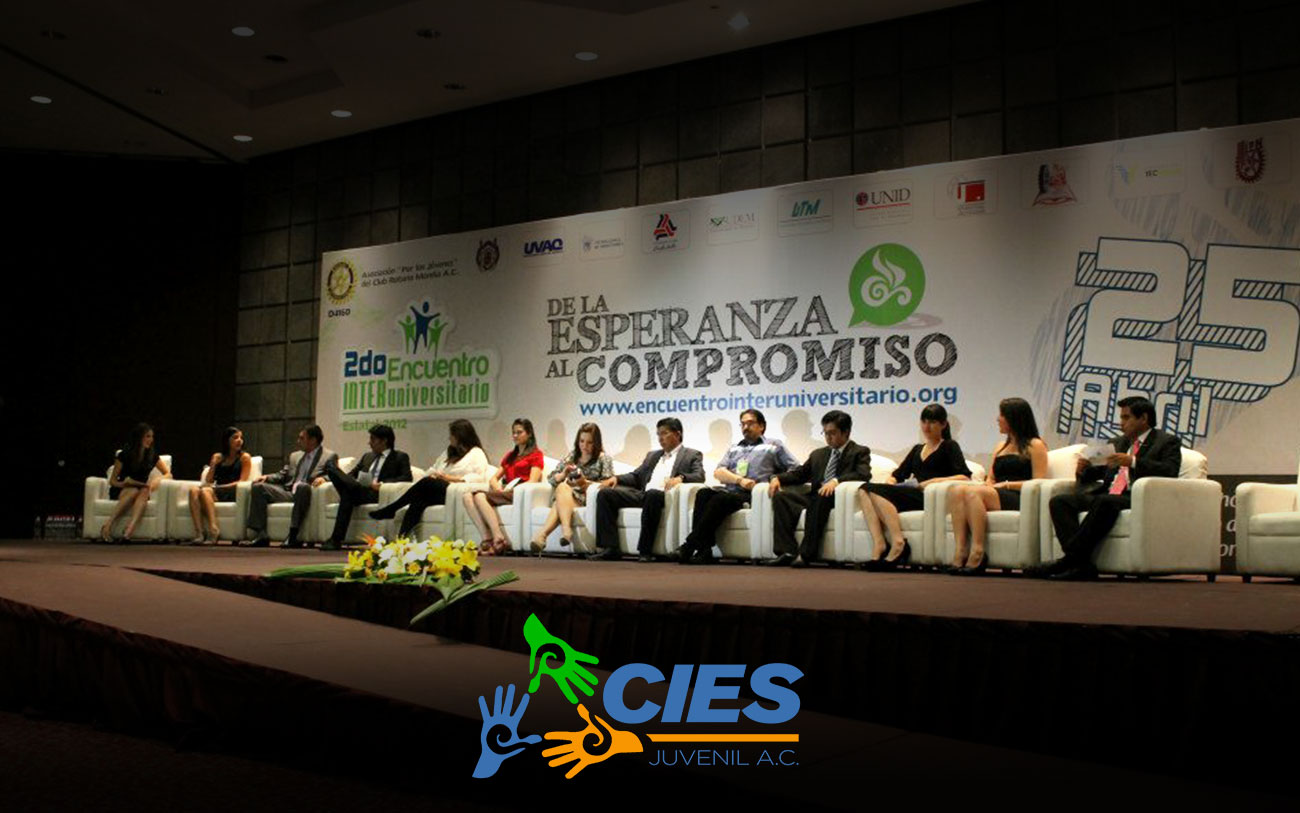 Asociación "Por los Jóvenes"
del Club Rotario Morelia A.C.
D4160
UVAQ
UDEM
UTM
UNID
2do Encuentro
INTERuniversitario
Estatal 2012
DE LA
ESPERANZA
AL COMPROMISO
www.encuentrointeruniversitario.org
25
Abril
CIES
JUVENIL A.C.